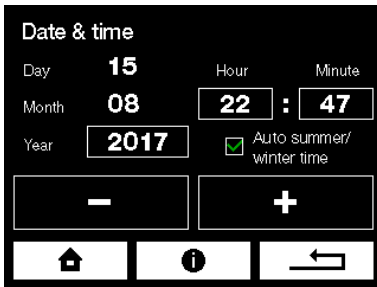 Date & time
Day 15 Hour Minute
Month 08 22 : 47
Year 2017 Auto summer/
winter time
− +